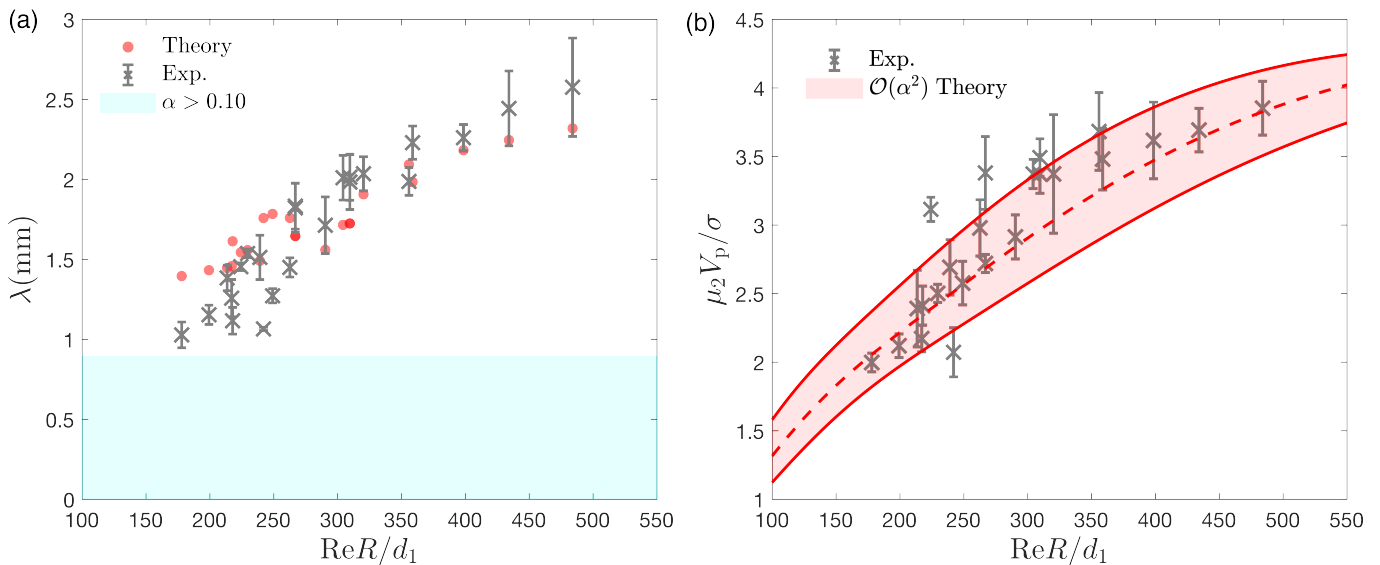 (a)
3
2.5
2
1.5
1
0.5
0
λ(mm)
Theory
Exp.
α > 0.10
100 150 200 250 300 350 400 450 500 550
ReR/d₁
(b)
4.5
4
3.5
3
2.5
2
1.5
1
μ₂Vₚ/σ
Exp.
𝒪(α²) Theory
100 150 200 250 300 350 400 450 500 550
ReR/d₁